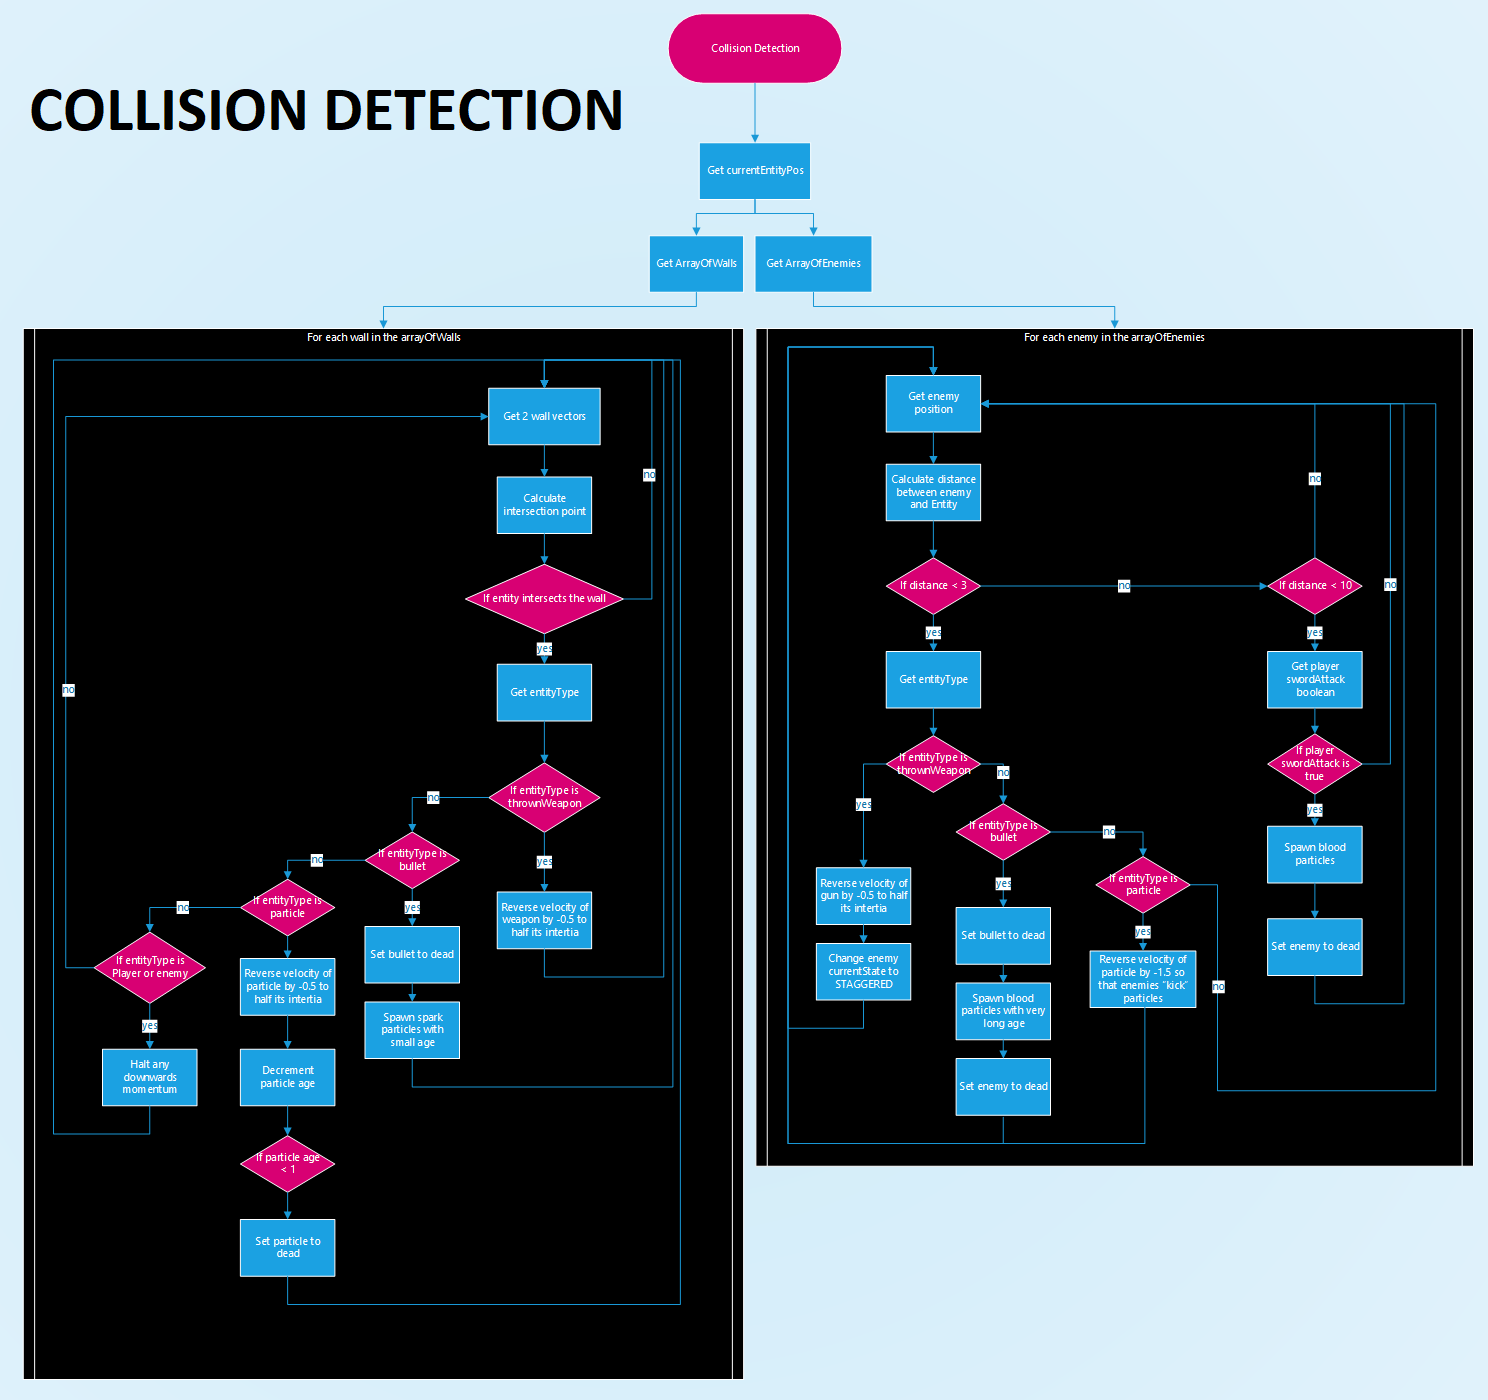 Collision Detection
COLLISION DETECTION
Get currentEntityPos
Get ArrayOfWalls
Get ArrayOfEnemies
For each wall in the arrayOfWalls
Get 2 wall vectors
no
Calculate
intersection point
If entity intersects the wall
yes
Get entityType
no
If entityType is
thrownWeapon
no
If entityType is
bullet
no
yes
If entityType is
particle
no
yes
Reverse velocity of
weapon by -0.5 to
half its intertia
Set bullet to dead
If entityType is
Player or enemy
Reverse velocity of
particle by -0.5 to
half its intertia
Spawn spark
particles with
small age
yes
Halt any
downwards
momentum
Decrement
particle age
If particle age
< 1
Set particle to
dead
For each enemy in the arrayOfEnemies
Get enemy
position
Calculate distance
between enemy
and Entity
no
If distance < 3
no
If distance < 10
no
yes
yes
Get entityType
Get player
swordAttack
boolean
If entityType is
thrownWeapon
no
If player
swordAttack is
true
yes
If entityType is
bullet
no
yes
Spawn blood
particles
yes
If entityType is
particle
Reverse velocity of
gun by -0.5 to half
its intertia
yes
Set bullet to dead
Set enemy to dead
Change enemy
currentState to
STAGGERED
Reverse velocity of
particle by -1.5 so
that enemies "kick"
particles
no
Spawn blood
particles with very
long age
Set enemy to dead